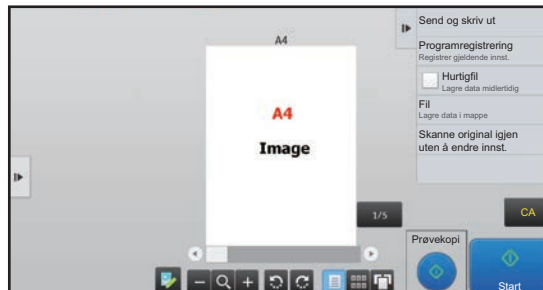 A4
A4
Image
1/5
Send og skriv ut
Programregistrering
Registrer gjeldende innst.
Hurtigfil
Lagre data midlertidig
Fil
Lagre data i mappe
Skanne original igjen
uten å endre innst.
CA
Prøvekopi
Start